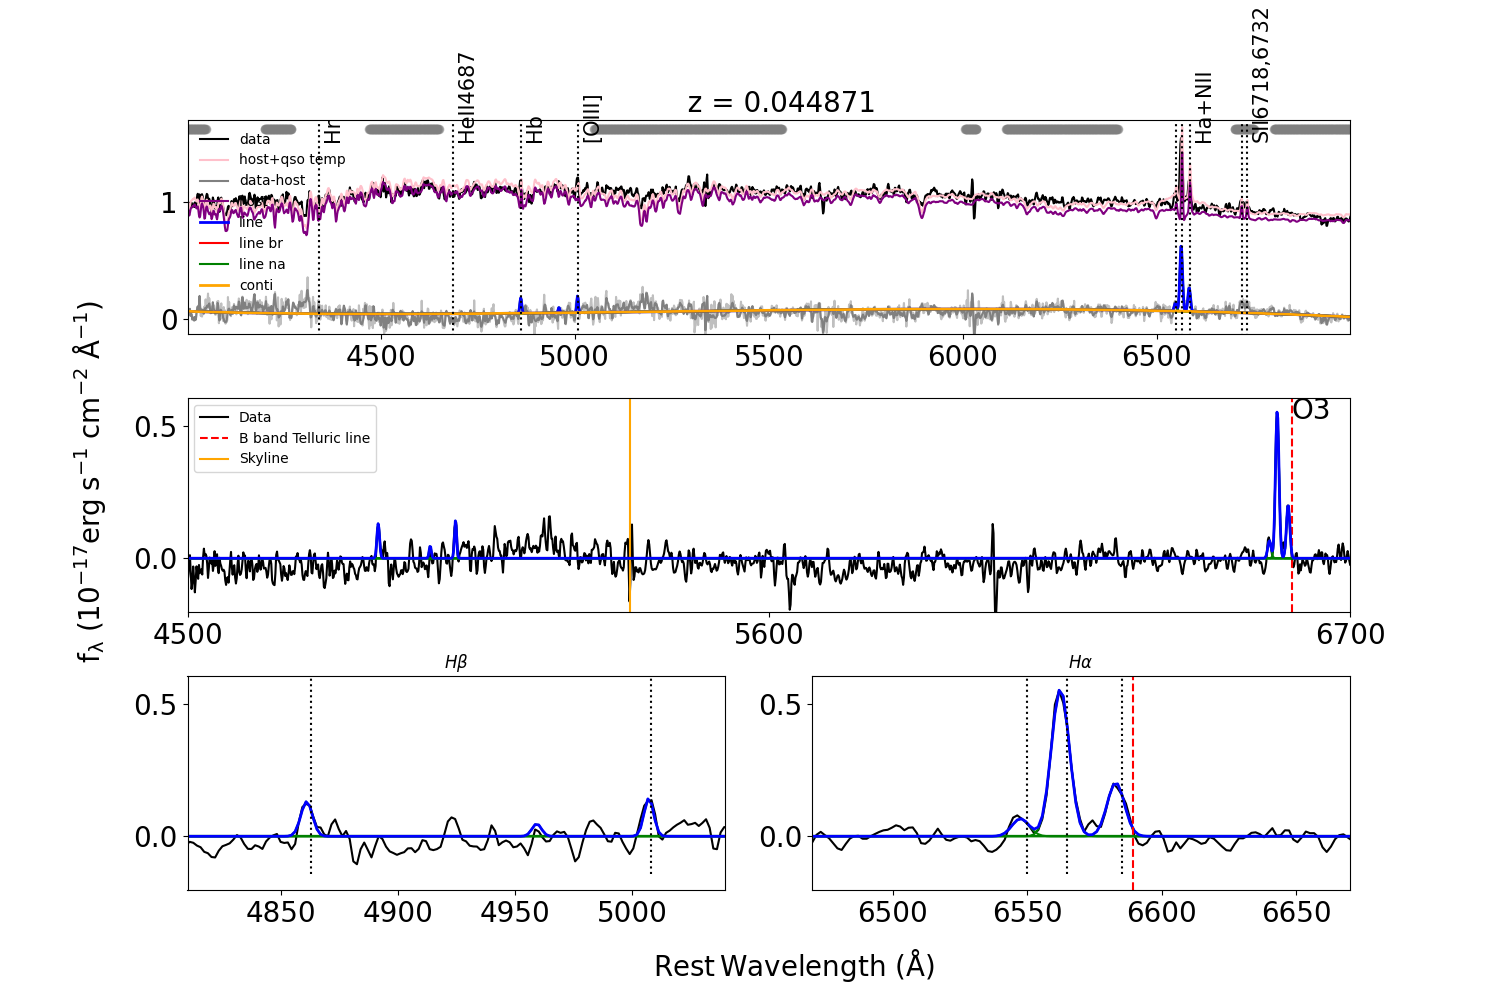 z = 0.044871
Hr
HeII4687
Hb
[OIII]
Ha+NII
SII6718,6732
data
host+qso temp
data-host
line
line br
line na
conti
1
0
4500
5000
5500
6000
6500
Data
B band Telluric line
Skyline
O3
0.5
0.0
4500
5600
6700
fλ (10⁻¹⁷erg s⁻¹ cm⁻² Å⁻¹)
Hβ
0.5
0.0
4850
4900
4950
5000
Hα
0.5
0.0
6500
6550
6600
6650
Rest Wavelength (Å)